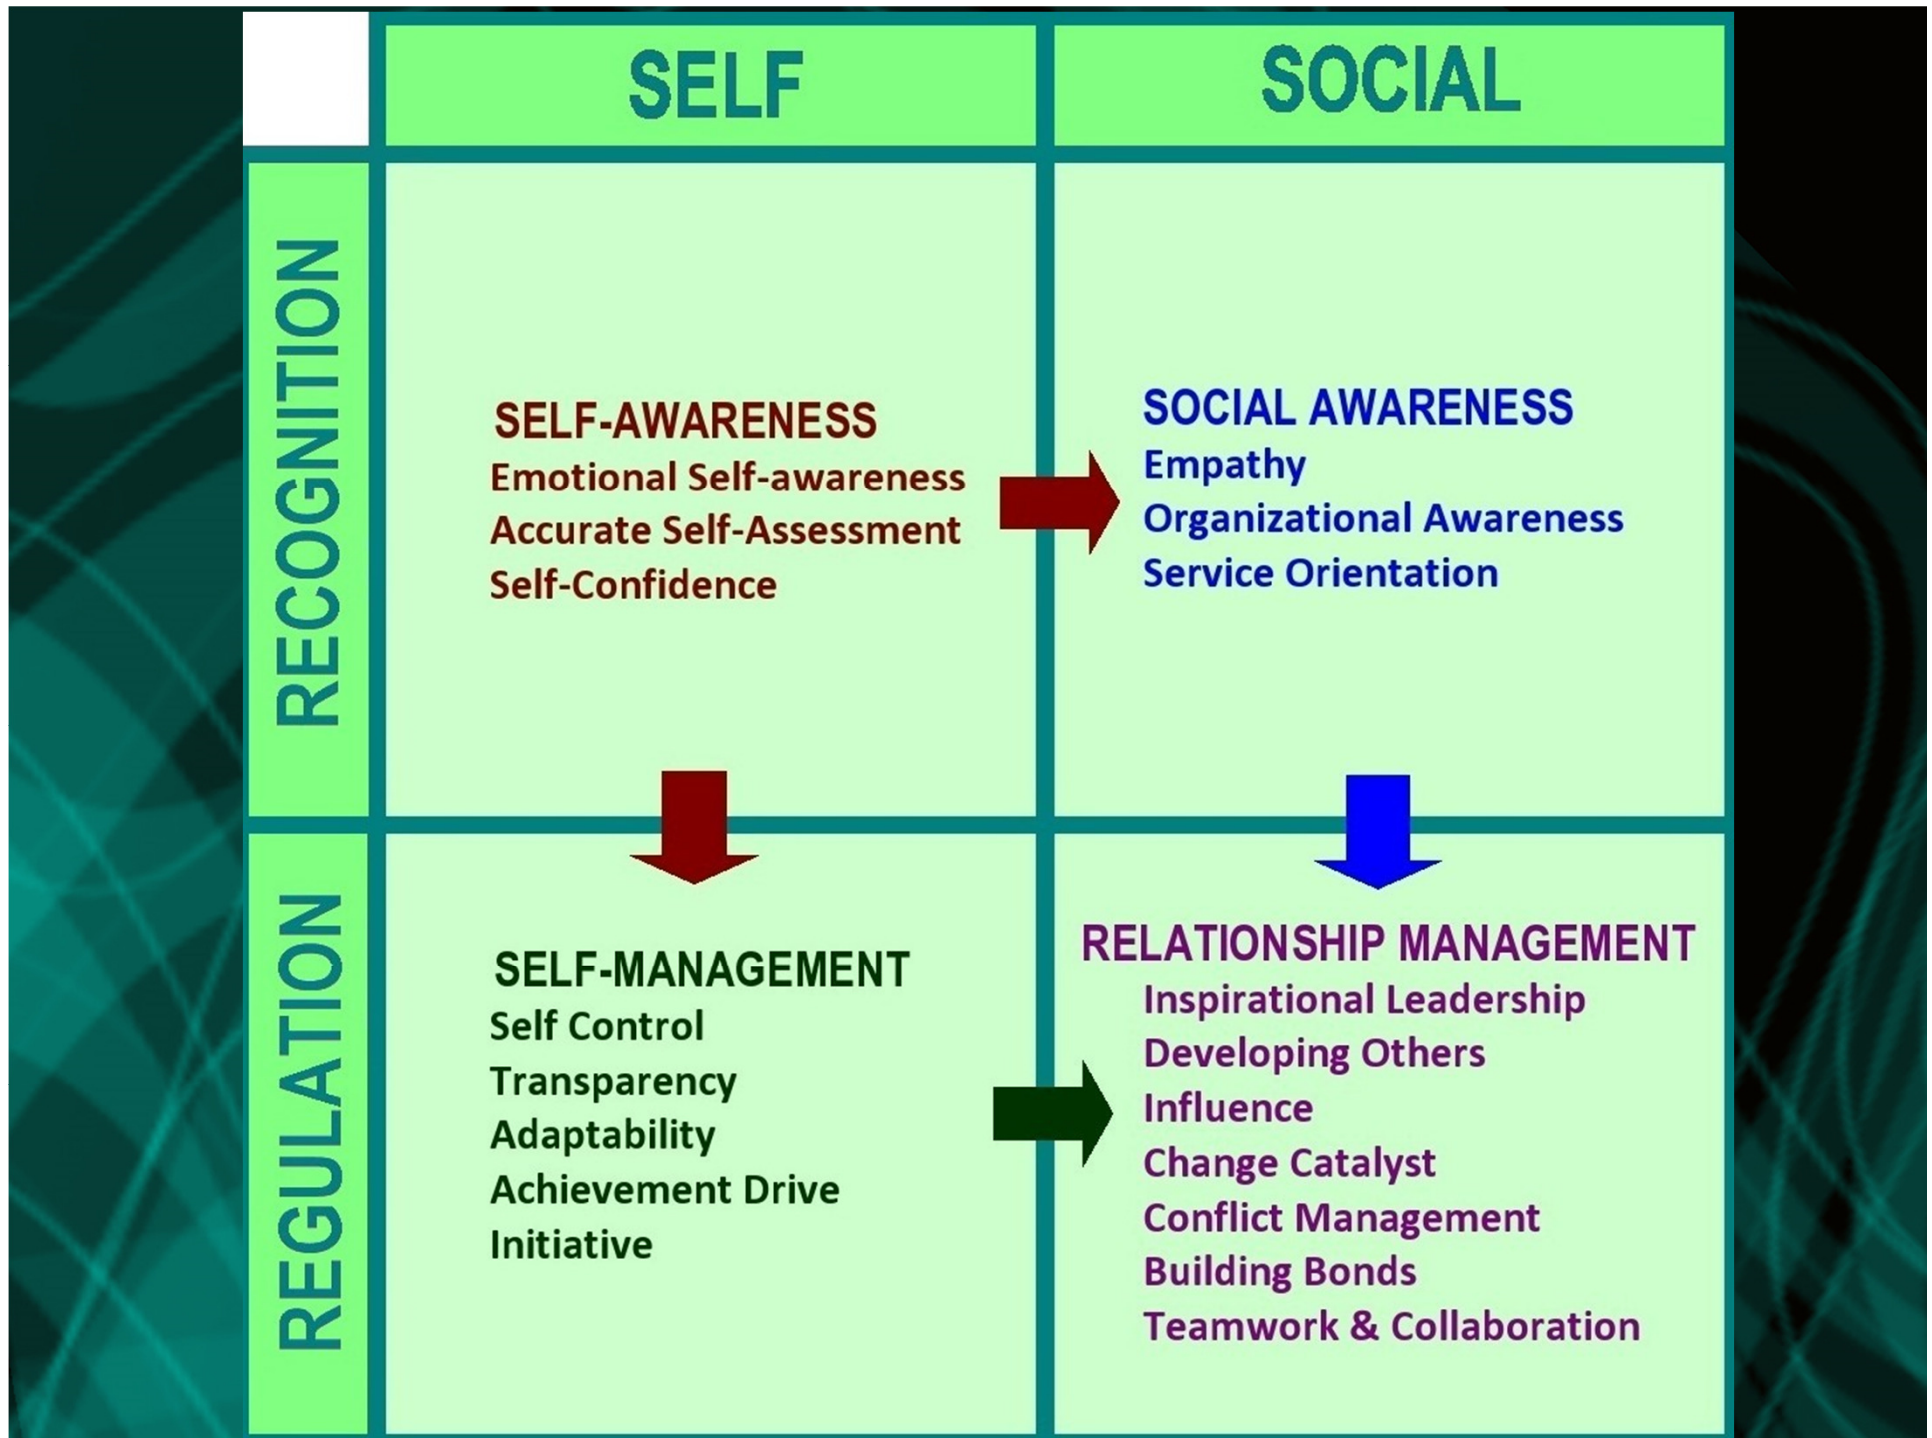 SELF
SOCIAL
RECOGNITION
SELF-AWARENESS
Emotional Self-awareness
Accurate Self-Assessment
Self-Confidence
SOCIAL AWARENESS
Empathy
Organizational Awareness
Service Orientation
REGULATION
SELF-MANAGEMENT
Self Control
Transparency
Adaptability
Achievement Drive
Initiative
RELATIONSHIP MANAGEMENT
Inspirational Leadership
Developing Others
Influence
Change Catalyst
Conflict Management
Building Bonds
Teamwork & Collaboration